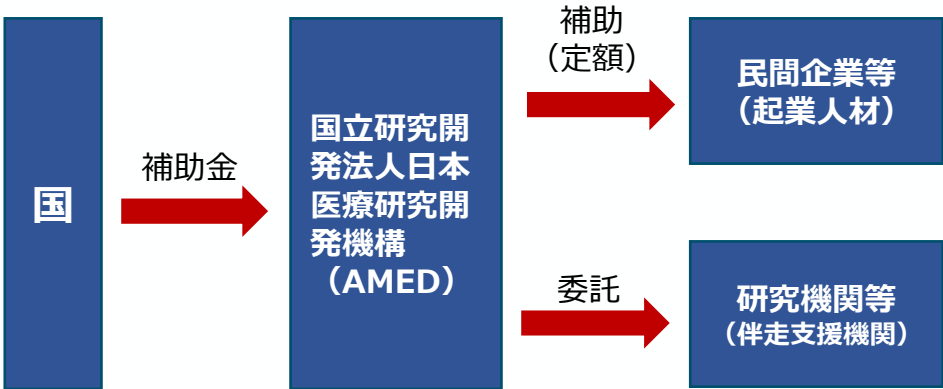 国
補助金
国立研究開
発法人日本
医療研究開
発機構
（AMED）
補助
（定額）
民間企業等
（起業人材）
委託
研究機関等
（伴走支援機関）